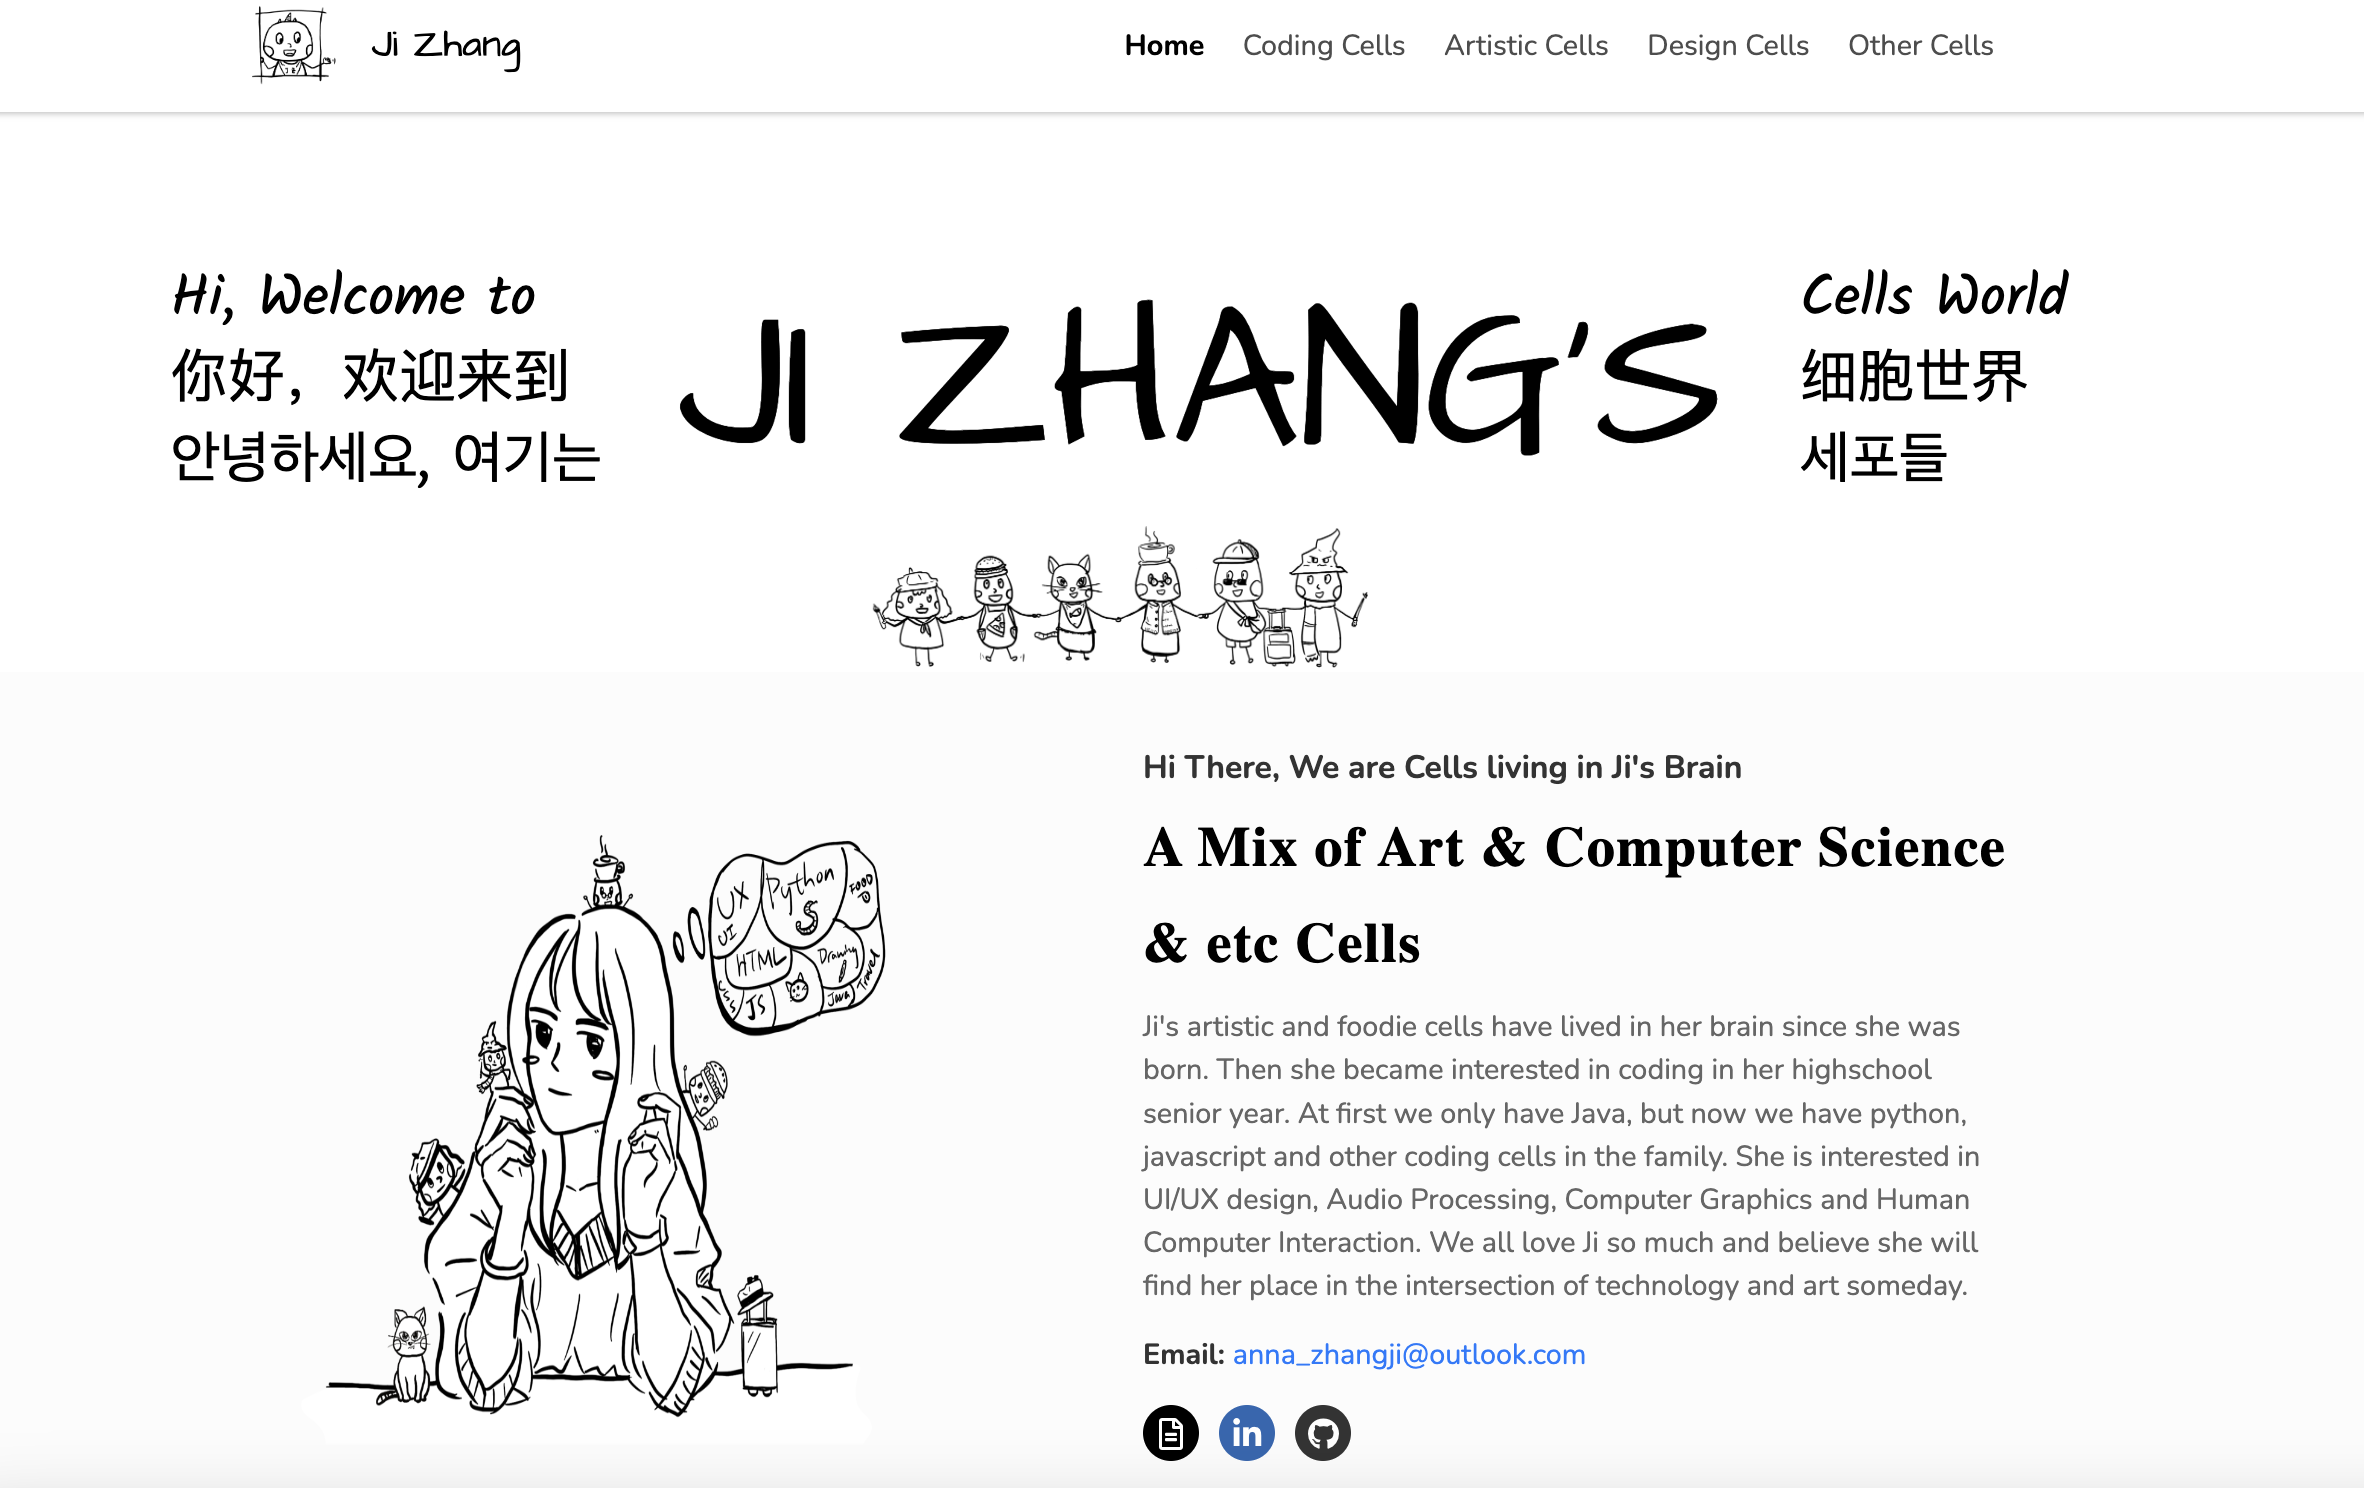 Ji Zhang
Home
Coding Cells
Artistic Cells
Design Cells
Other Cells
Hi, Welcome to
你好，欢迎来到
안녕하세요, 여기는
JI ZHANG'S
Cells World
细胞世界
세포들
Hi There, We are Cells living in Ji's Brain
A Mix of Art & Computer Science
& etc Cells
Ji's artistic and foodie cells have lived in her brain since she was
born. Then she became interested in coding in her highschool
senior year. At first we only have Java, but now we have python,
javascript and other coding cells in the family. She is interested in
UI/UX design, Audio Processing, Computer Graphics and Human
Computer Interaction. We all love Ji so much and believe she will
find her place in the intersection of technology and art someday.
Email: anna_zhangji@outlook.com
in
UX
UI
Python
FOOD
HTML
Drawing
Travel
JS
Java